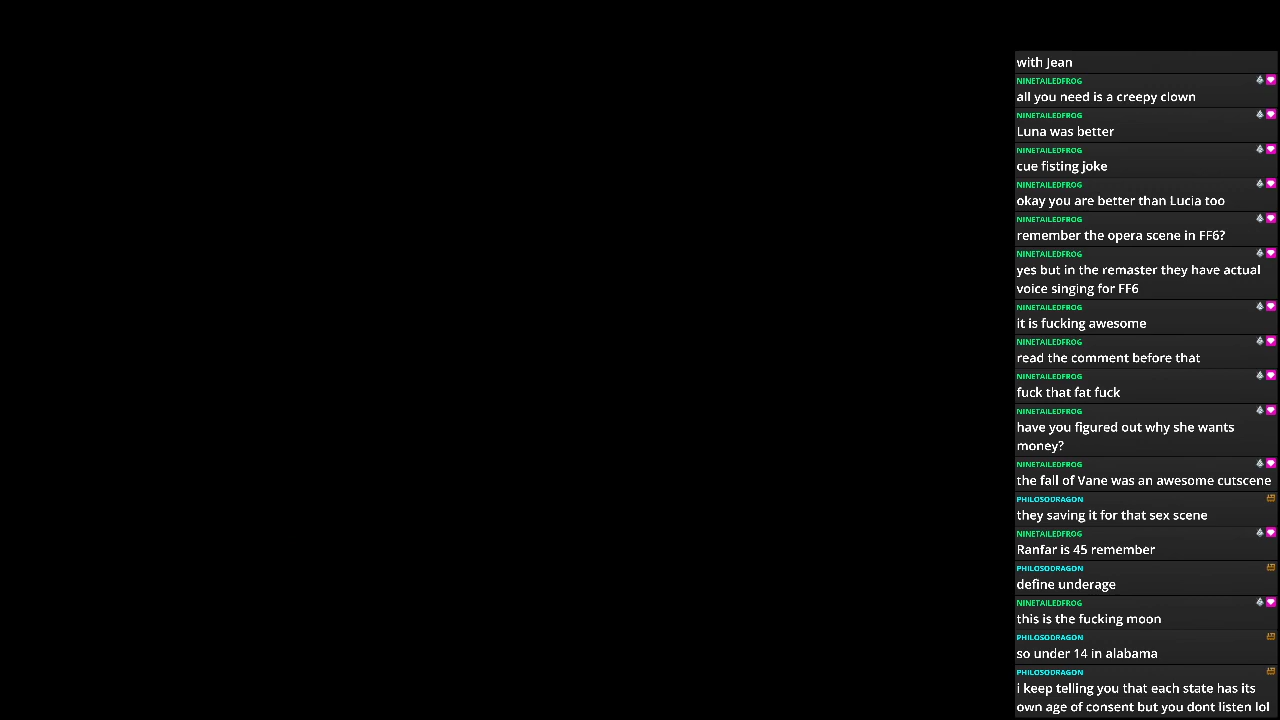 with Jean
NINETAILEDFROG
all you need is a creepy clown
NINETAILEDFROG
Luna was better
NINETAILEDFROG
cue fisting joke
NINETAILEDFROG
okay you are better than Lucia too
NINETAILEDFROG
remember the opera scene in FF6?
NINETAILEDFROG
yes but in the remaster they have actual
voice singing for FF6
NINETAILEDFROG
it is fucking awesome
NINETAILEDFROG
read the comment before that
NINETAILEDFROG
fuck that fat fuck
NINETAILEDFROG
have you figured out why she wants
money?
NINETAILEDFROG
the fall of Vane was an awesome cutscene
PHILOSODRAGON
they saving it for that sex scene
NINETAILEDFROG
Ranfar is 45 remember
PHILOSODRAGON
define underage
NINETAILEDFROG
this is the fucking moon
PHILOSODRAGON
so under 14 in alabama
PHILOSODRAGON
i keep telling you that each state has its
own age of consent but you dont listen lol